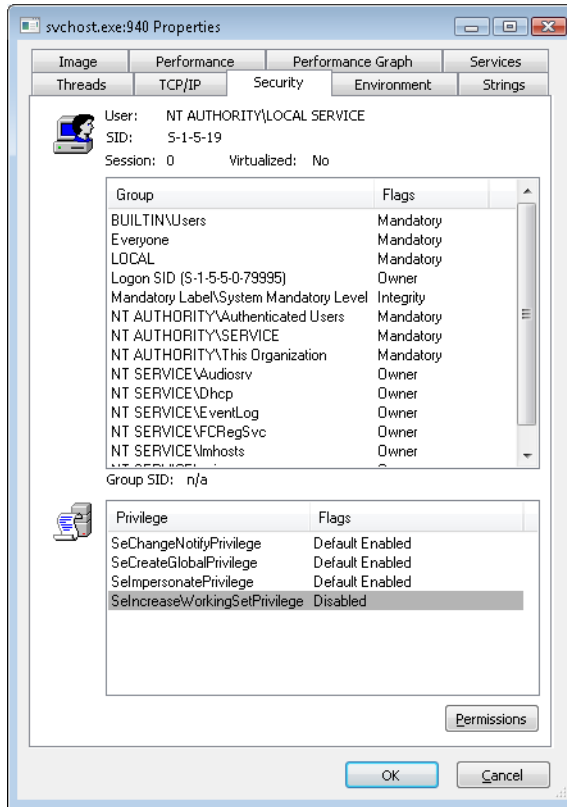 svchost.exe:940 Properties
Image Performance Performance Graph Services
Threads TCP/IP Security Environment Strings
User: NT AUTHORITY\LOCAL SERVICE
SID: S-1-5-19
Session: 0 Virtualized: No
Group Flags
BUILTIN\Users Mandatory
Everyone Mandatory
LOCAL Mandatory
Logon SID (S-1-5-5-0-79995) Owner
Mandatory Label\System Mandatory Level Integrity
NT AUTHORITY\Authenticated Users Mandatory
NT AUTHORITY\SERVICE Mandatory
NT AUTHORITY\This Organization Mandatory
NT SERVICE\Audiosrv Owner
NT SERVICE\Dhcp Owner
NT SERVICE\EventLog Owner
NT SERVICE\FCRegSvc Owner
NT SERVICE\lmhosts Owner
Group SID: n/a
Privilege Flags
SeChangeNotifyPrivilege Default Enabled
SeCreateGlobalPrivilege Default Enabled
SeImpersonatePrivilege Default Enabled
SeIncreaseWorkingSetPrivilege Disabled
Permissions
OK Cancel